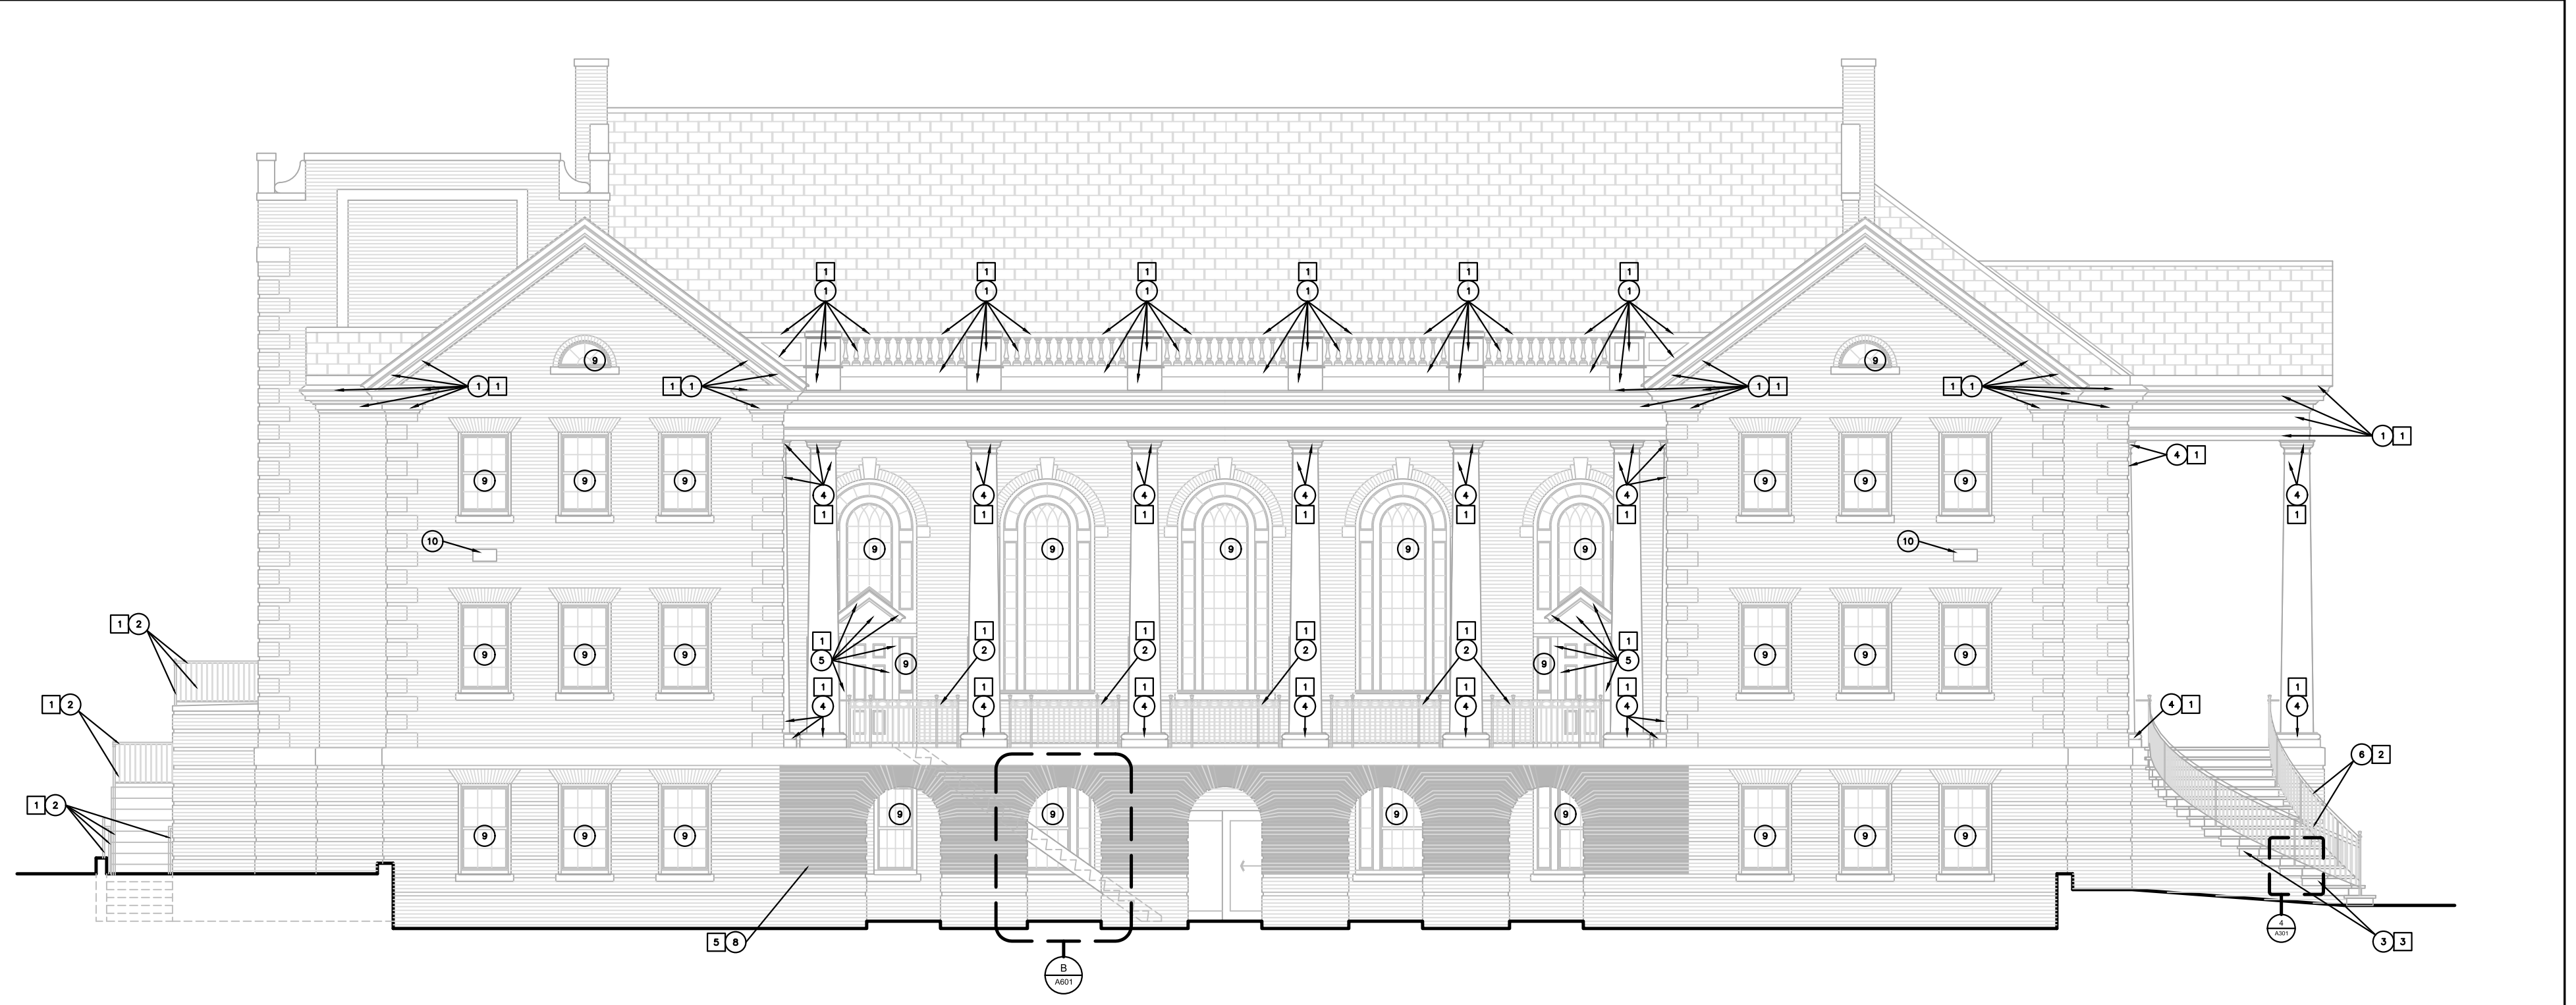 1 1 1 1 1 1
1 1 1 1 1 1
9 9
1 1 1 1 1 1 1 1
1 1
4 1
9 9 9 9 9 9
4 4 4 4 4 4 4
1 1 1 1 1 1 1
10 9 9 9 9 9 10
1 2
1 1 1 1 1 1
9 9 9 5 9 2 2 2 2 9 5 9 9 9
1 1 1 1 1 1 1
1 2 4 4 4 4 4 4 4 1 4
6 2
1 2 9 9 9 9
9 9 9 9 9 9
5 8 3 3
4
A301
B
A601